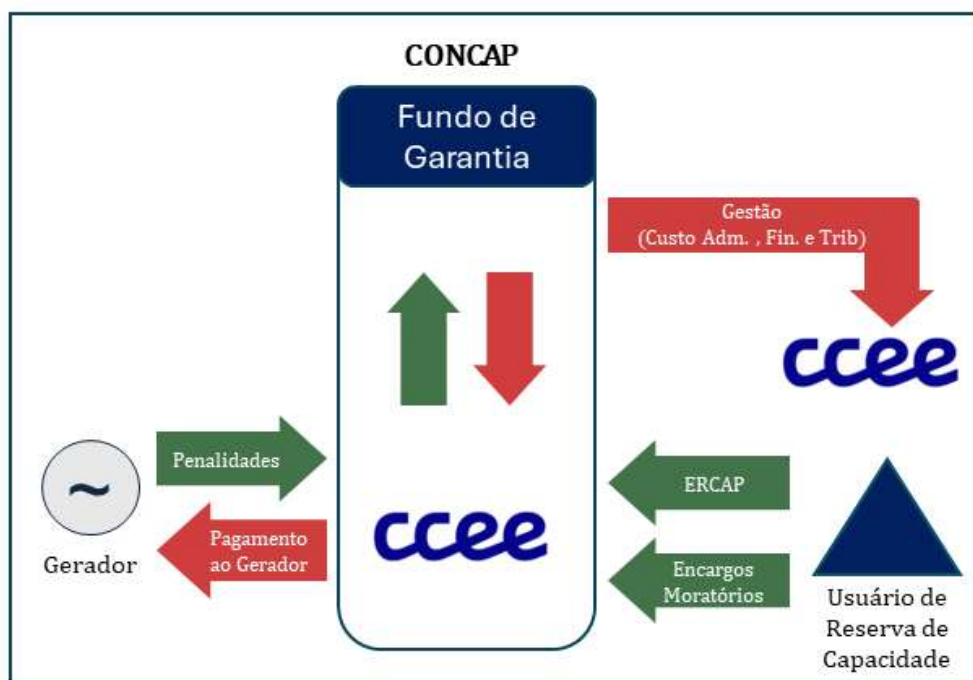 CONCAP
Fundo de
Garantia
Gestão
(Custo Adm. , Fin. e Trib)
ccee
Penalidades
ERCAP
~
ccee
Pagamento
ao Gerador
Gerador
Encargos
Moratórios
Usuário de
Reserva de
Capacidade